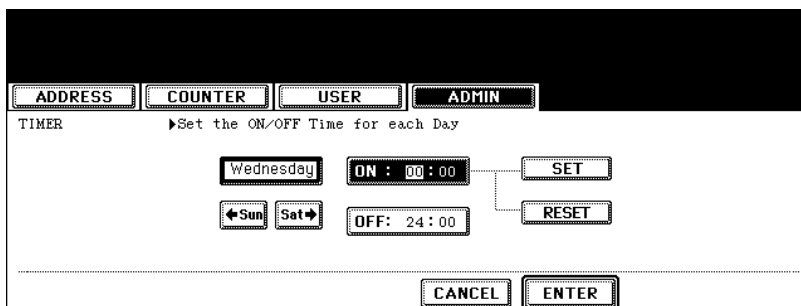 ADDRESS COUNTER USER ADMIN
TIMER ▶Set the ON/OFF Time for each Day
Wednesday ON : 00:00 SET
←Sun Sat→ OFF: 24:00 RESET
CANCEL ENTER